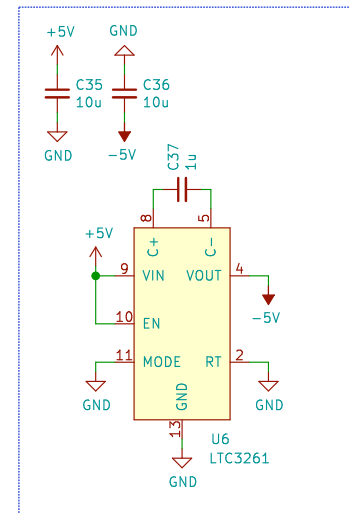 +5V
GND
C35
10u
C36
10u
GND
-5V
C37
1u
+5V
8
5
C+
C-
9
VIN
VOUT
4
10
EN
-5V
11
MODE
RT
2
GND
GND
GND
13
U6
LTC3261
GND